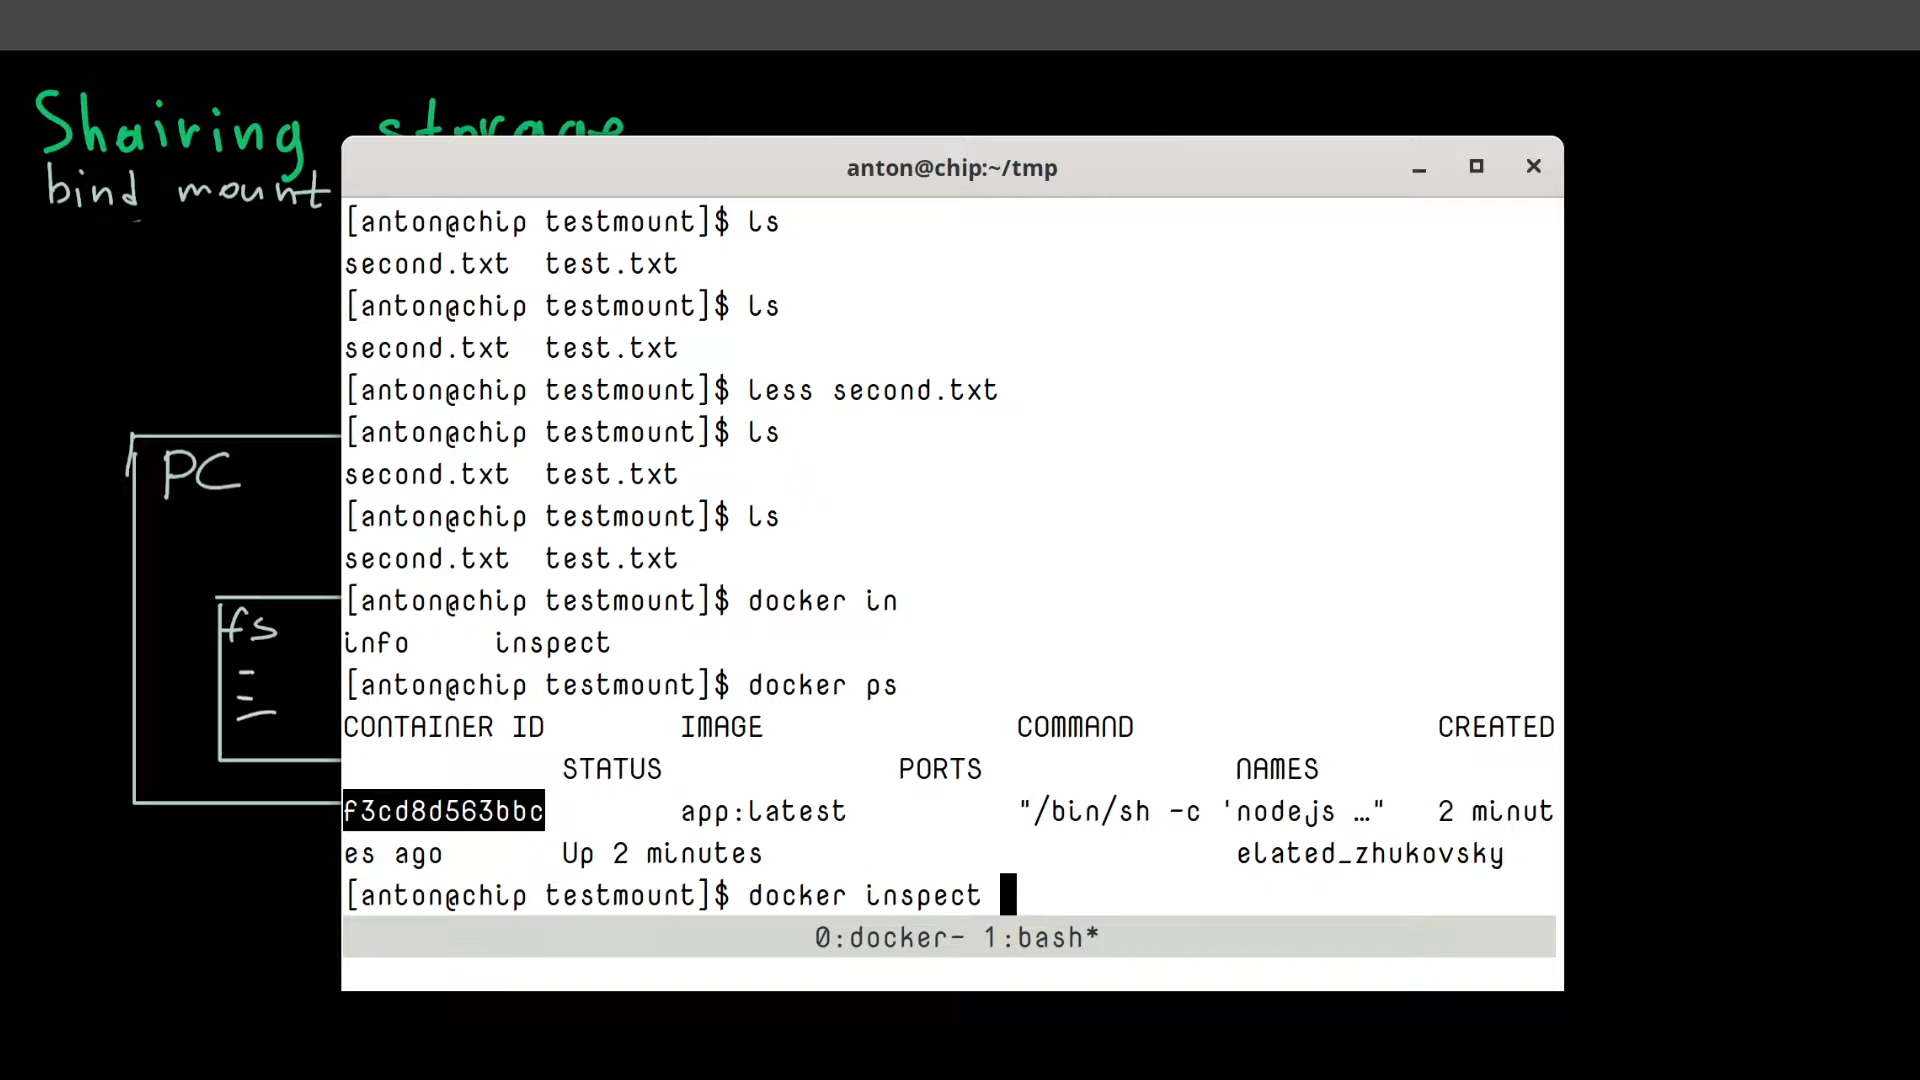 Shairing storage
bind mount
PC
fs
anton@chip:~/tmp
[anton@chip testmount]$ ls
second.txt  test.txt
[anton@chip testmount]$ ls
second.txt  test.txt
[anton@chip testmount]$ less second.txt
[anton@chip testmount]$ ls
second.txt  test.txt
[anton@chip testmount]$ ls
second.txt  test.txt
[anton@chip testmount]$ docker in
info     inspect
[anton@chip testmount]$ docker ps
CONTAINER ID        IMAGE               COMMAND                  CREATED
             STATUS              PORTS               NAMES
f3cd8d563bbc        app:latest          "/bin/sh -c 'nodejs …"   2 minut
es ago       Up 2 minutes                            elated_zhukovsky
[anton@chip testmount]$ docker inspect
0:docker- 1:bash*